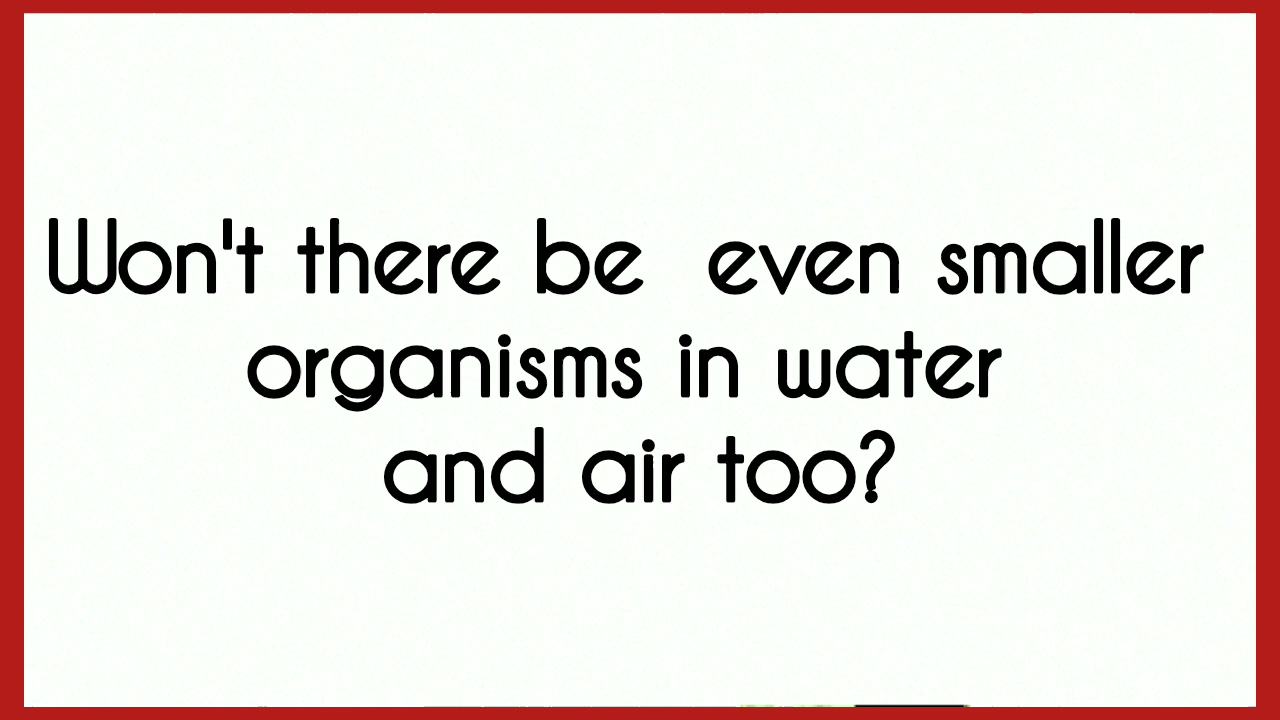 Won't there be even smaller
organisms in water
and air too?